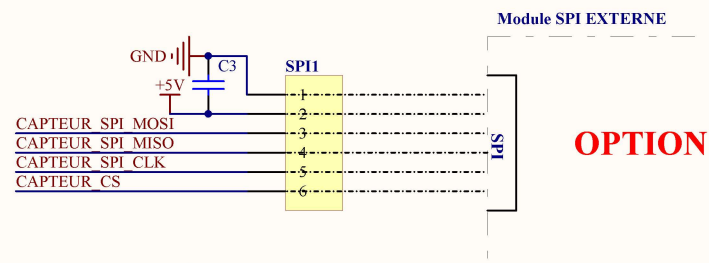 Module SPI EXTERNE
GND
C3
SPI1
+5V
1
2
CAPTEUR_SPI_MOSI
3
CAPTEUR_SPI_MISO
4
CAPTEUR_SPI_CLK
5
CAPTEUR_CS
6
SPI
OPTION